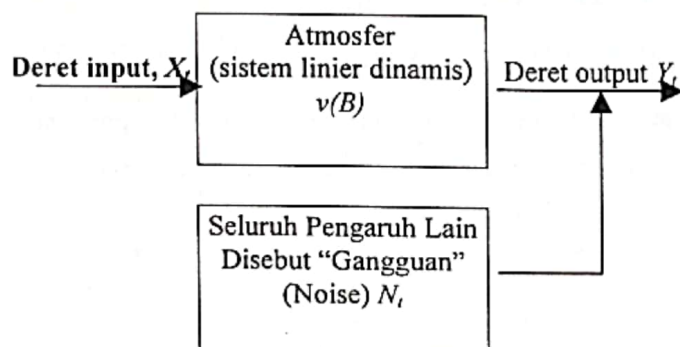 Deret input, Xₜ
Atmosfer
(sistem linier dinamis)
v(B)
Deret output Yₜ
Seluruh Pengaruh Lain
Disebut “Gangguan”
(Noise) Nₜ